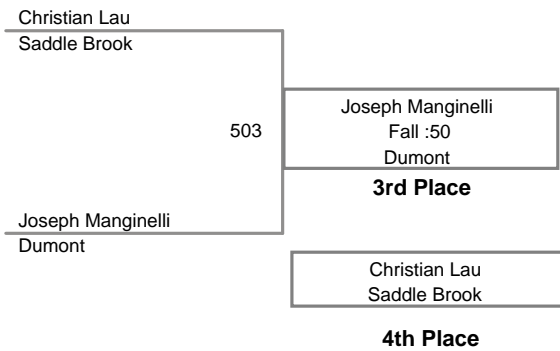 Christian Lau
Saddle Brook
503
Joseph Manginelli
Fall :50
Dumont
3rd Place
Joseph Manginelli
Dumont
Christian Lau
Saddle Brook
4th Place